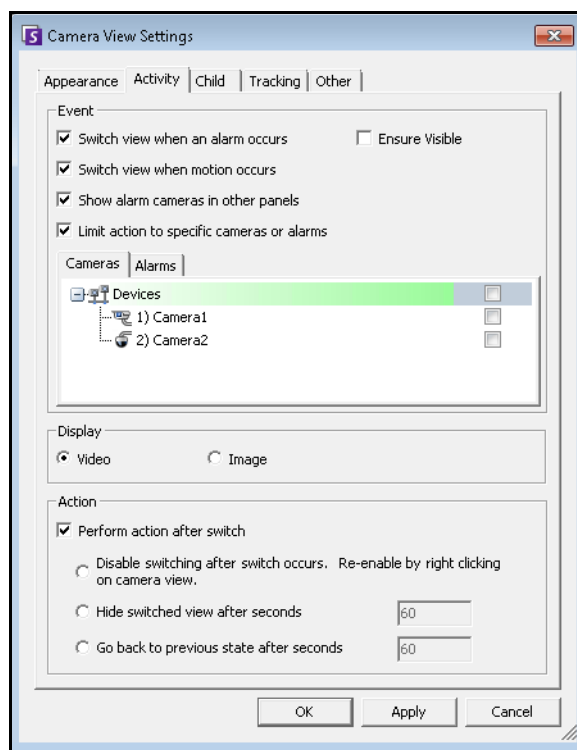 S Camera View Settings
Appearance Activity Child Tracking Other
Event
Switch view when an alarm occurs Ensure Visible
Switch view when motion occurs
Show alarm cameras in other panels
Limit action to specific cameras or alarms
Cameras Alarms
Devices
1) Camera1
2) Camera2
Display
Video Image
Action
Perform action after switch
Disable switching after switch occurs. Re-enable by right clicking
on camera view.
Hide switched view after seconds 60
Go back to previous state after seconds 60
OK Apply Cancel